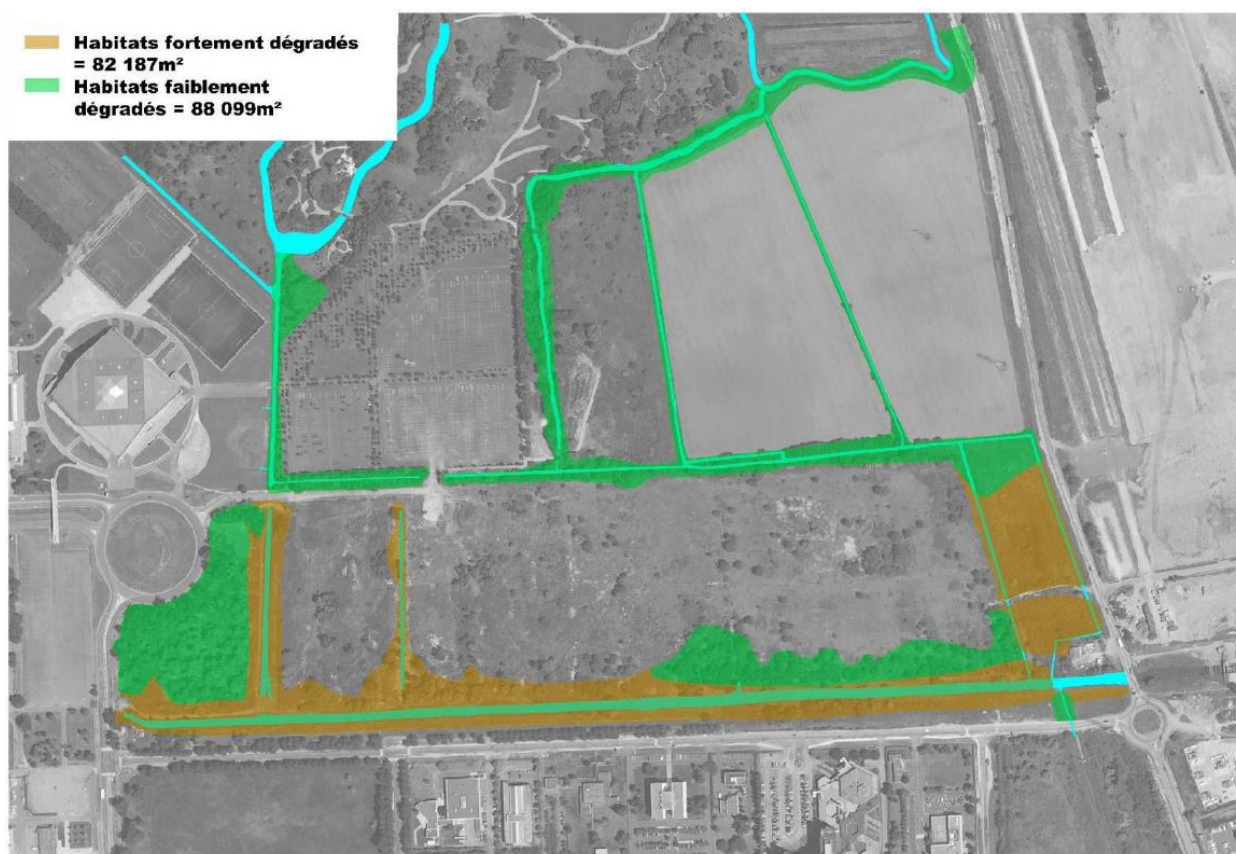 Habitats fortement dégradés
= 82 187m²
Habitats faiblement
dégradés = 88 099m²